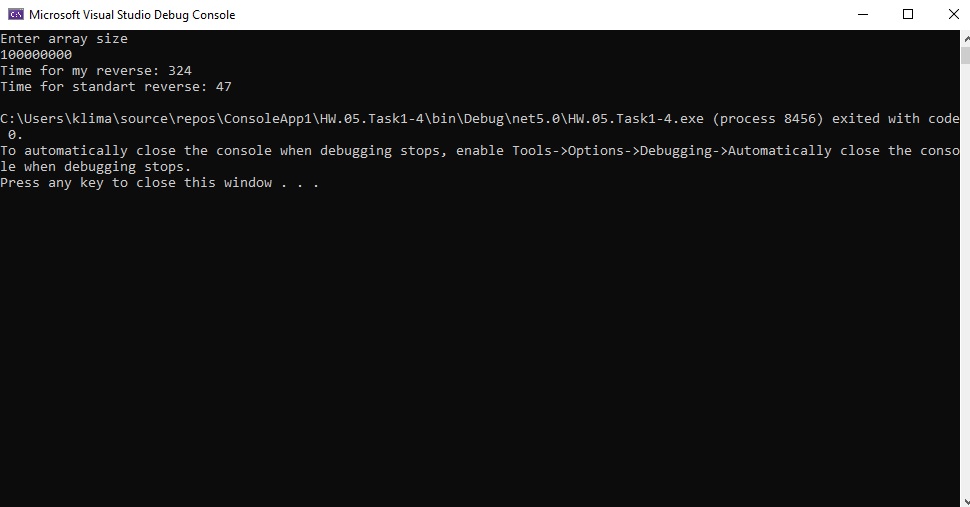 C:\ Microsoft Visual Studio Debug Console
Enter array size
100000000
Time for my reverse: 324
Time for standart reverse: 47
C:\Users\klima\source\repos\ConsoleApp1\HW.05.Task1-4\bin\Debug\net5.0\HW.05.Task1-4.exe (process 8456) exited with code
 0.
To automatically close the console when debugging stops, enable Tools->Options->Debugging->Automatically close the conso
le when debugging stops.
Press any key to close this window . . .